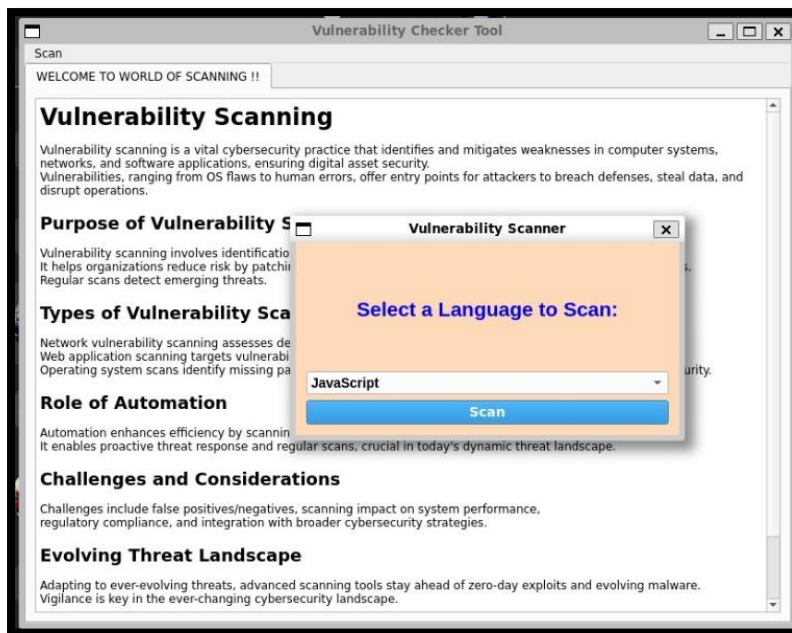 Vulnerability Checker Tool
Scan
WELCOME TO WORLD OF SCANNING !!
Vulnerability Scanning
Vulnerability scanning is a vital cybersecurity practice that identifies and mitigates weaknesses in computer systems,
networks, and software applications, ensuring digital asset security.
Vulnerabilities, ranging from OS flaws to human errors, offer entry points for attackers to breach defenses, steal data, and
disrupt operations.
Purpose of Vulnerability S
Vulnerability scanning involves identificatio
It helps organizations reduce risk by patchin
Regular scans detect emerging threats.
Types of Vulnerability Sca
Network vulnerability scanning assesses de
Web application scanning targets vulnerabi
Operating system scans identify missing pa urity.
Role of Automation
Automation enhances efficiency by scannin
It enables proactive threat response and regular scans, crucial in today's dynamic threat landscape.
Challenges and Considerations
Challenges include false positives/negatives, scanning impact on system performance,
regulatory compliance, and integration with broader cybersecurity strategies.
Evolving Threat Landscape
Adapting to ever-evolving threats, advanced scanning tools stay ahead of zero-day exploits and evolving malware.
Vigilance is key in the ever-changing cybersecurity landscape.
Vulnerability Scanner
Select a Language to Scan:
JavaScript
Scan